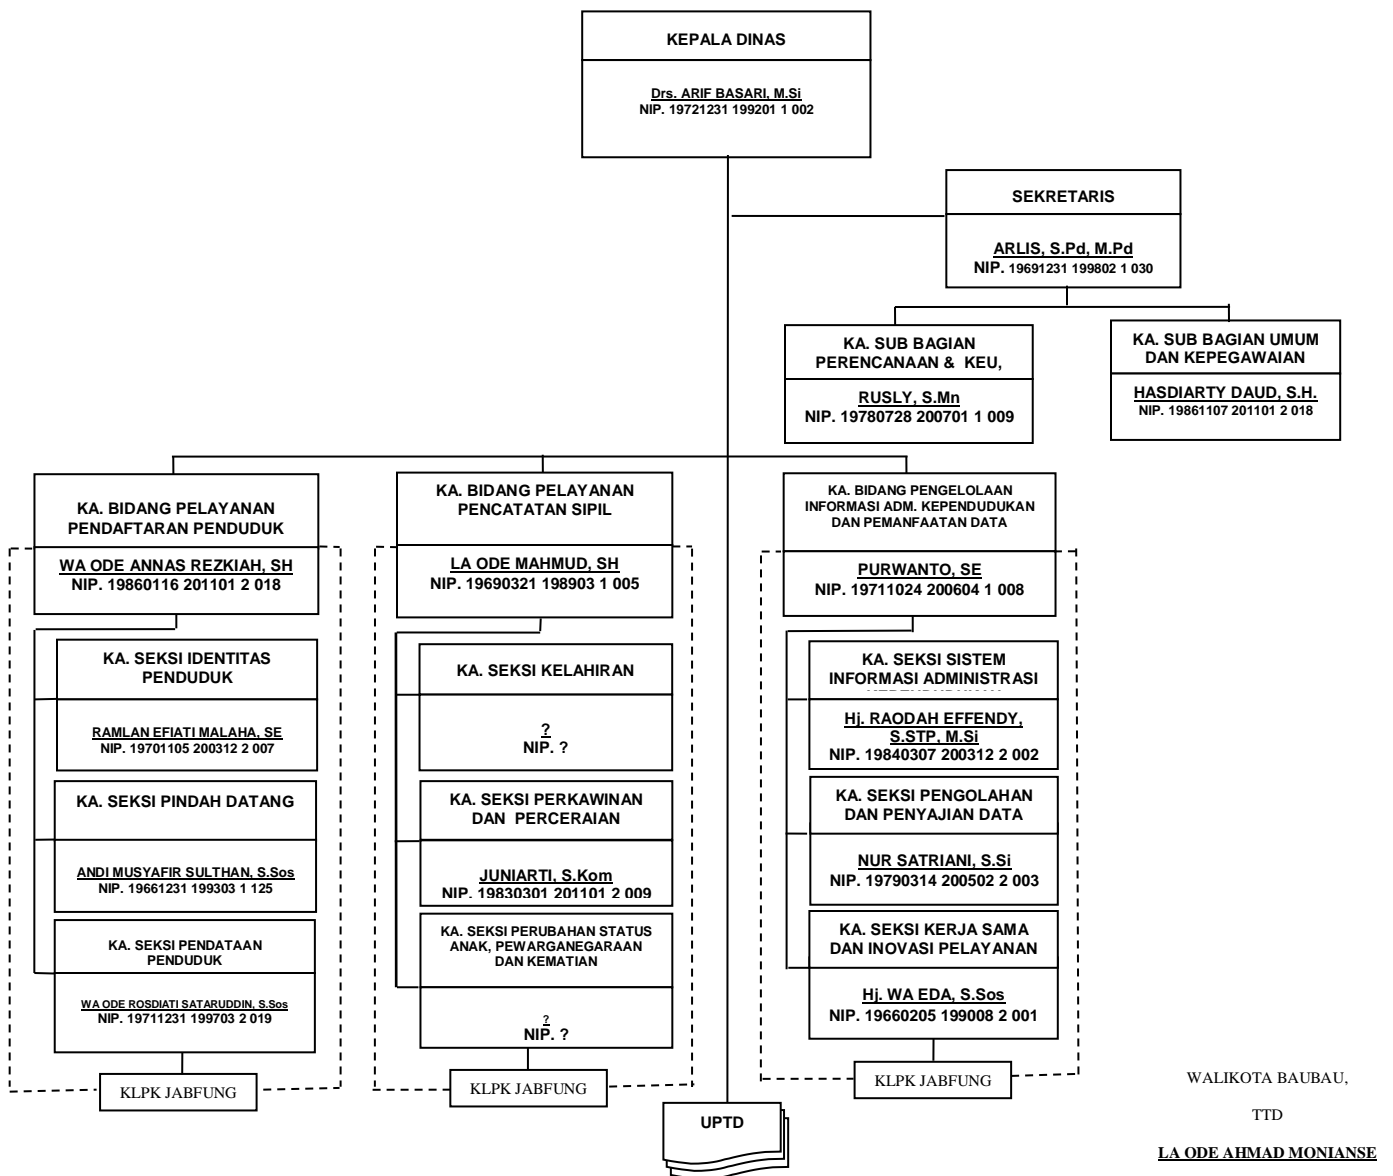 KEPALA DINAS
Drs. ARIF BASARI, M.Si
NIP. 19721231 199201 1 002
SEKRETARIS
ARLIS, S.Pd, M.Pd
NIP. 19691231 199802 1 030
KA. SUB BAGIAN
PERENCANAAN & KEU,
RUSLY, S.Mn
NIP. 19780728 200701 1 009
KA. SUB BAGIAN UMUM
DAN KEPEGAWAIAN
HASDIARTY DAUD, S.H.
NIP. 19861107 201101 2 018
KA. BIDANG PELAYANAN
PENDAFTARAN PENDUDUK
WA ODE ANNAS REZKIAH, SH
NIP. 19860116 201101 2 018
KA. SEKSI IDENTITAS
PENDUDUK
RAMLAN EFIATI MALAHA, SE
NIP. 19701105 200312 2 007
KA. SEKSI PINDAH DATANG
ANDI MUSYAFIR SULTHAN, S.Sos
NIP. 19661231 199303 1 125
KA. SEKSI PENDATAAN
PENDUDUK
WA ODE ROSDIATI SATARUDDIN, S.Sos
NIP. 19711231 199703 2 019
KLPK JABFUNG
KA. BIDANG PELAYANAN
PENCATATAN SIPIL
LA ODE MAHMUD, SH
NIP. 19690321 198903 1 005
KA. SEKSI KELAHIRAN
?
NIP. ?
KA. SEKSI PERKAWINAN
DAN PERCERAIAN
JUNIARTI, S.Kom
NIP. 19830301 201101 2 009
KA. SEKSI PERUBAHAN STATUS
ANAK, PEWARGANEGARAAN
DAN KEMATIAN
?
NIP. ?
KLPK JABFUNG
KA. BIDANG PENGELOLAAN
INFORMASI ADM. KEPENDUDUKAN
DAN PEMANFAATAN DATA
PURWANTO, SE
NIP. 19711024 200604 1 008
KA. SEKSI SISTEM
INFORMASI ADMINISTRASI
Hj. RAODAH EFFENDY,
S.STP, M.Si
NIP. 19840307 200312 2 002
KA. SEKSI PENGOLAHAN
DAN PENYAJIAN DATA
NUR SATRIANI, S.Si
NIP. 19790314 200502 2 003
KA. SEKSI KERJA SAMA
DAN INOVASI PELAYANAN
Hj. WA EDA, S.Sos
NIP. 19660205 199008 2 001
KLPK JABFUNG
UPTD
WALIKOTA BAUBAU,
TTD
LA ODE AHMAD MONIANSE